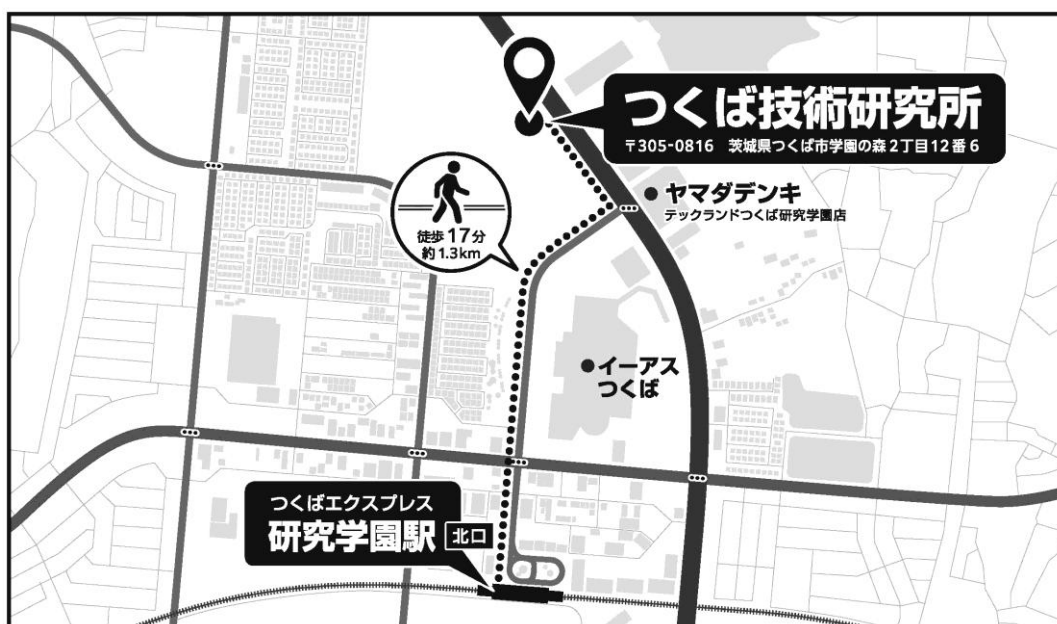 つくば技術研究所
〒305-0816 茨城県つくば市学園の森2丁目12番6
ヤマダデンキ
テックランドつくば研究学園店
徒歩17分
約1.3km
イーアス
つくば
つくばエクスプレス
研究学園駅 北口